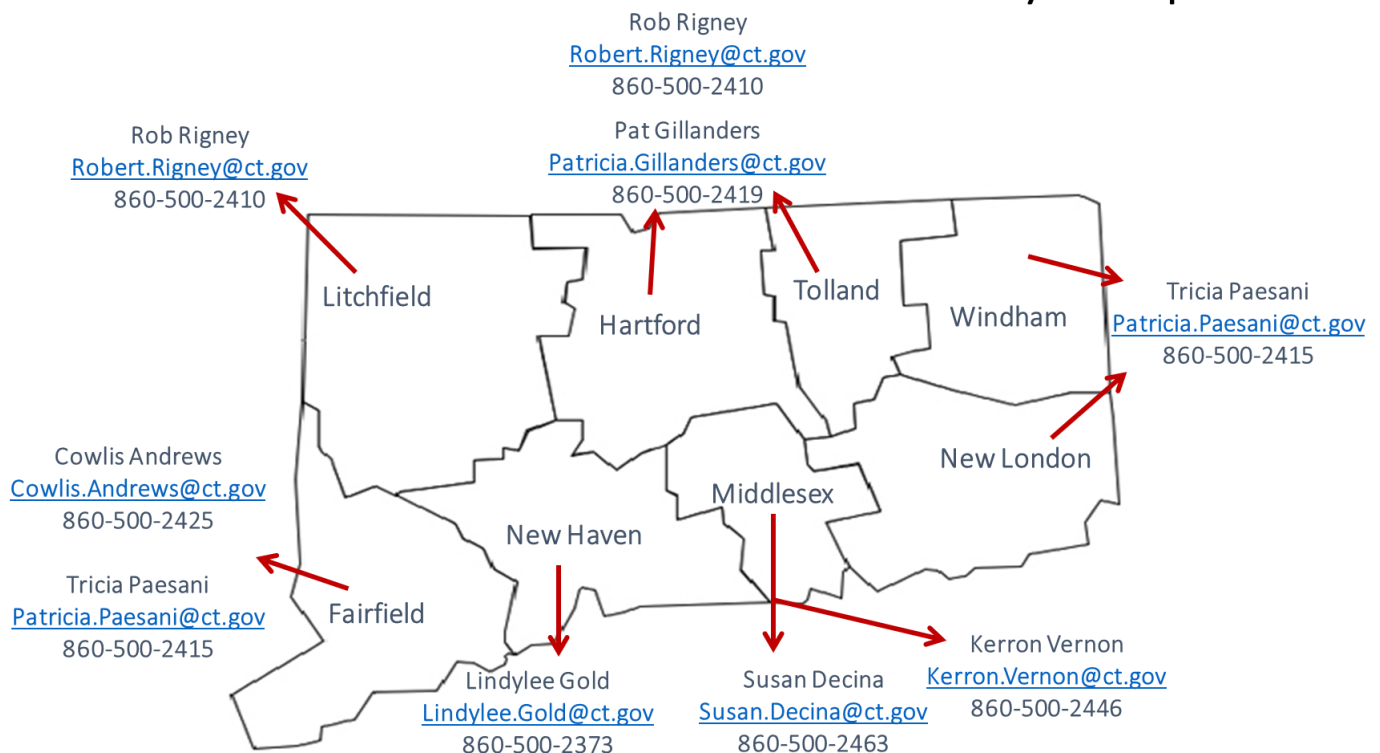 Rob Rigney
Robert.Rigney@ct.gov
860-500-2410
Rob Rigney
Robert.Rigney@ct.gov
860-500-2410
Pat Gillanders
Patricia.Gillanders@ct.gov
860-500-2419
Litchfield
Hartford
Tolland
Windham
Tricia Paesani
Patricia.Paesani@ct.gov
860-500-2415
Cowlis Andrews
Cowlis.Andrews@ct.gov
860-500-2425
Tricia Paesani
Patricia.Paesani@ct.gov
860-500-2415
Fairfield
New Haven
Middlesex
New London
Lindylee Gold
Lindylee.Gold@ct.gov
860-500-2373
Susan Decina
Susan.Decina@ct.gov
860-500-2463
Kerron Vernon
Kerron.Vernon@ct.gov
860-500-2446